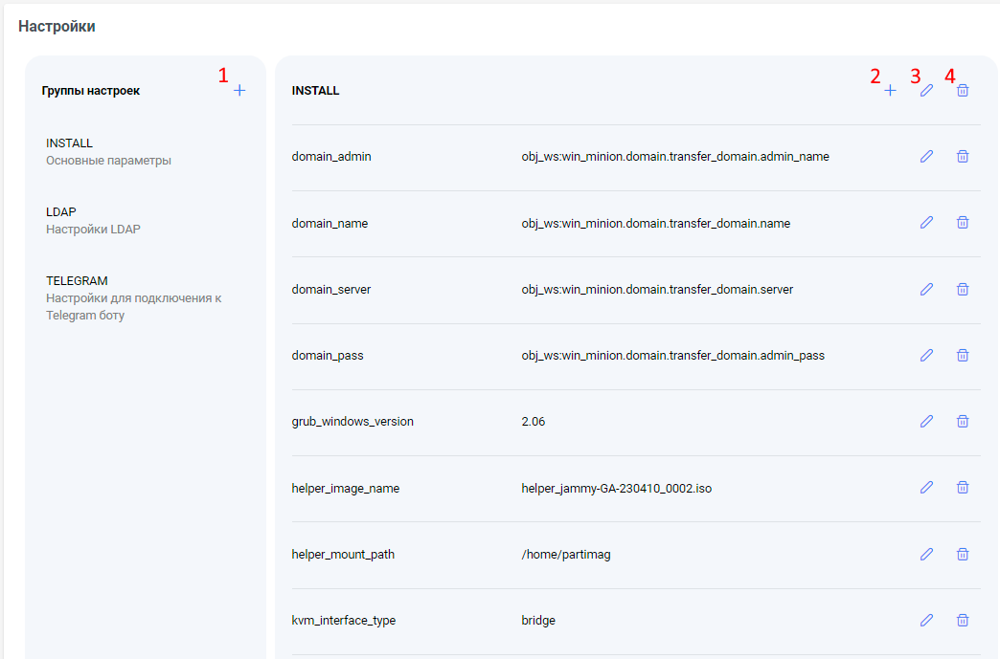 Настройки
1
Группы настроек
INSTALL
Основные параметры
LDAP
Настройки LDAP
TELEGRAM
Настройки для подключения к
Telegram боту
INSTALL 2 3 4
domain_admin obj_ws:win_minion.domain.transfer_domain.admin_name
domain_name obj_ws:win_minion.domain.transfer_domain.name
domain_server obj_ws:win_minion.domain.transfer_domain.server
domain_pass obj_ws:win_minion.domain.transfer_domain.admin_pass
grub_windows_version 2.06
helper_image_name helper_jammy-GA-230410_0002.iso
helper_mount_path /home/partimag
kvm_interface_type bridge